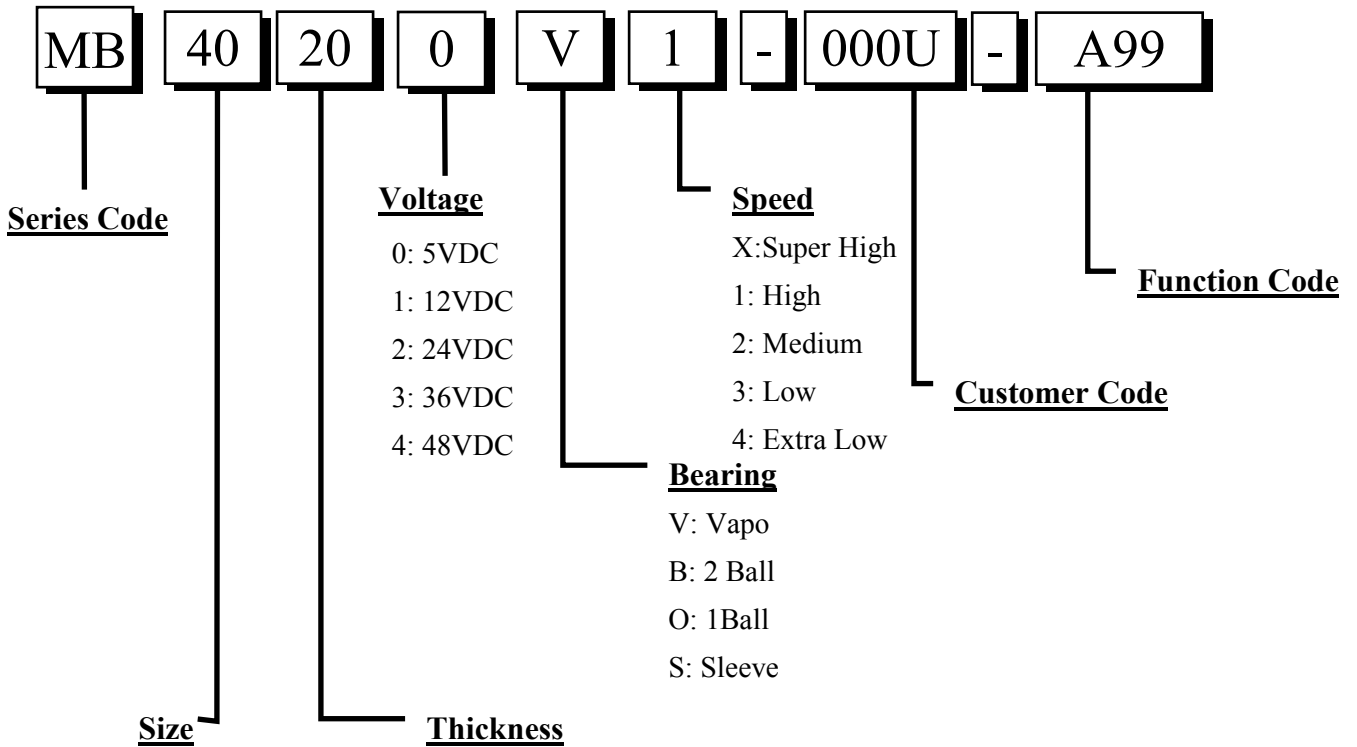 MB 40 20 0 V 1 - 000U - A99
Series Code
Voltage
0: 5VDC
1: 12VDC
2: 24VDC
3: 36VDC
4: 48VDC
Speed
X:Super High
1: High
2: Medium
3: Low
4: Extra Low
Function Code
Customer Code
Bearing
V: Vapo
B: 2 Ball
O: 1Ball
S: Sleeve
Size
Thickness